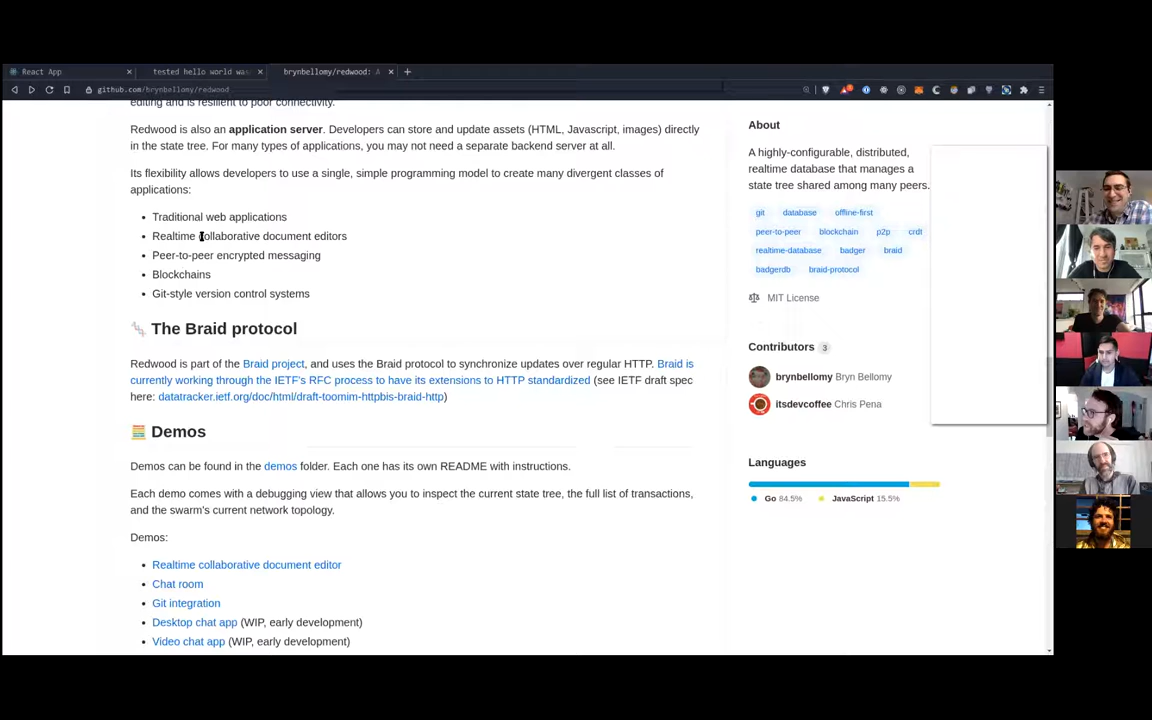 React App
tested hello world was
brynbellomy/redwood: A
github.com/brynbellomy/redwood
editing and is resilient to poor connectivity.
Redwood is also an application server. Developers can store and update assets (HTML, Javascript, images) directly
in the state tree. For many types of applications, you may not need a separate backend server at all.
Its flexibility allows developers to use a single, simple programming model to create many divergent classes of
applications:
• Traditional web applications
• Realtime collaborative document editors
• Peer-to-peer encrypted messaging
• Blockchains
• Git-style version control systems
The Braid protocol
Redwood is part of the Braid project, and uses the Braid protocol to synchronize updates over regular HTTP. Braid is
currently working through the IETF's RFC process to have its extensions to HTTP standardized (see IETF draft spec
here: datatracker.ietf.org/doc/html/draft-toomim-httpbis-braid-http)
Demos
Demos can be found in the demos folder. Each one has its own README with instructions.
Each demo comes with a debugging view that allows you to inspect the current state tree, the full list of transactions,
and the swarm's current network topology.
Demos:
• Realtime collaborative document editor
• Chat room
• Git integration
• Desktop chat app (WIP, early development)
• Video chat app (WIP, early development)
About
A highly-configurable, distributed,
realtime database that manages a
state tree shared among many peers.
git database offline-first
peer-to-peer blockchain p2p crdt
realtime-database badger braid
badgerdb braid-protocol
MIT License
Contributors 3
brynbellomy Bryn Bellomy
itsdevcoffee Chris Pena
Languages
Go 84.5% JavaScript 15.5%